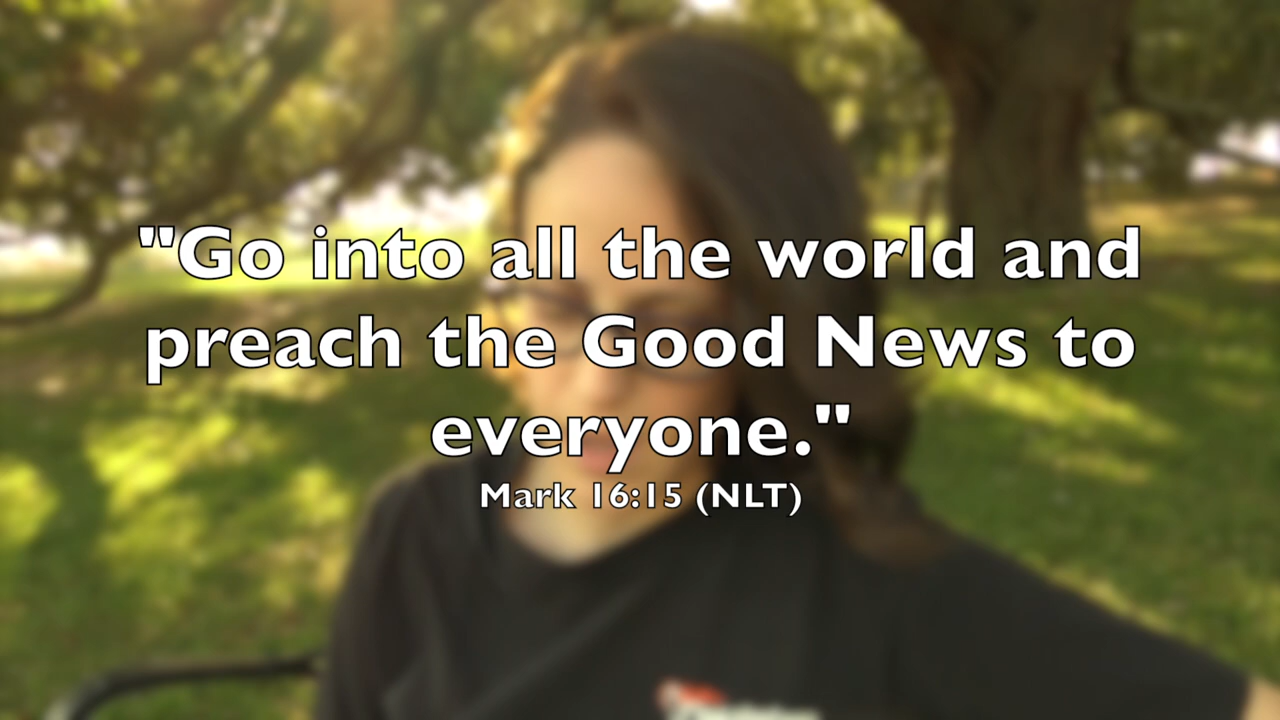 "Go into all the world and
preach the Good News to
everyone."
Mark 16:15 (NLT)